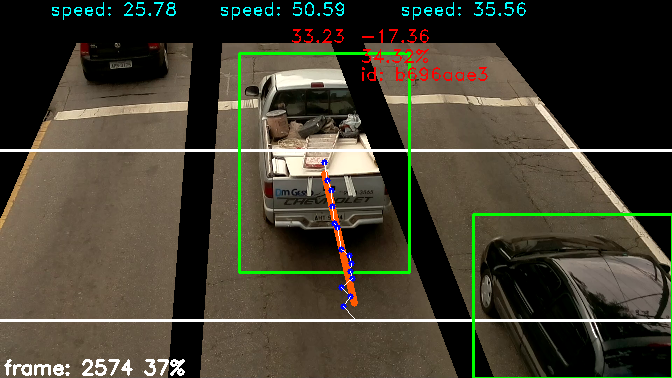 speed: 25.78 speed: 50.59 speed: 35.56
33.23 -17.36
34.32%
id: b696ade3
CHEVROLET
frame: 2574 37%